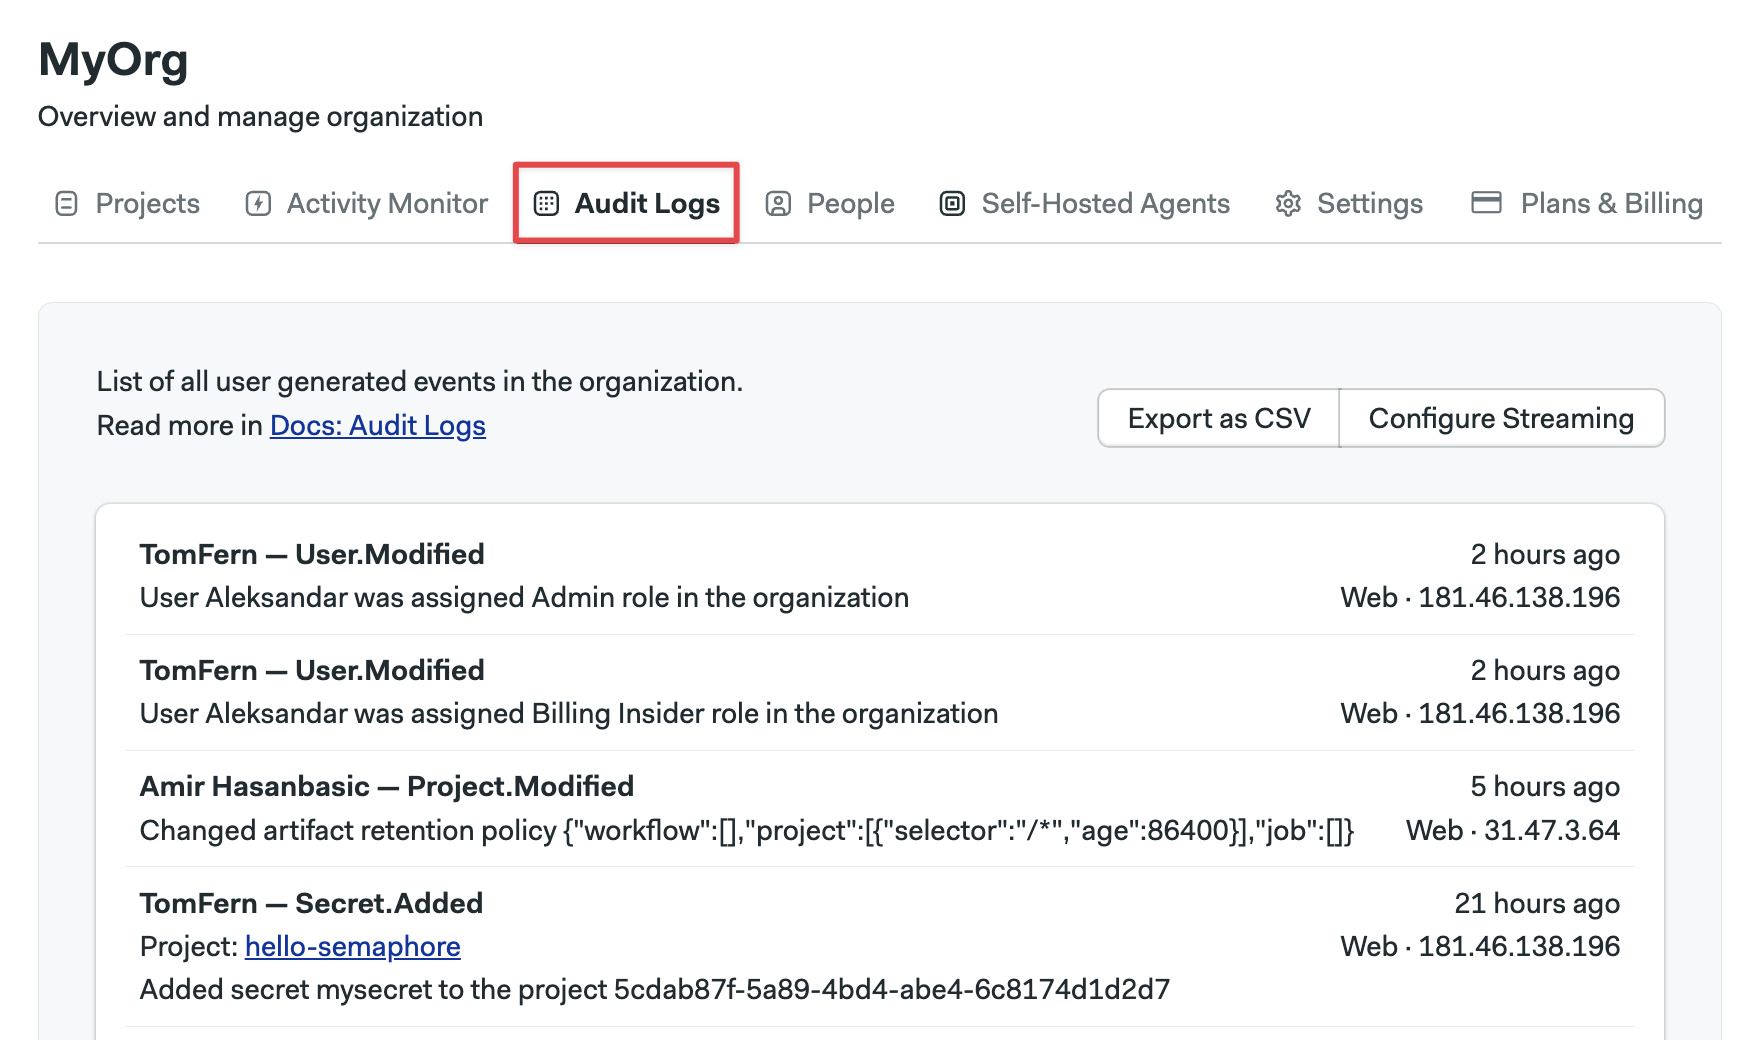 MyOrg
Overview and manage organization
Projects Activity Monitor Audit Logs People Self-Hosted Agents Settings Plans & Billing
List of all user generated events in the organization.
Read more in Docs: Audit Logs
Export as CSV Configure Streaming
TomFern — User.Modified 2 hours ago
User Aleksandar was assigned Admin role in the organization Web · 181.46.138.196
TomFern — User.Modified 2 hours ago
User Aleksandar was assigned Billing Insider role in the organization Web · 181.46.138.196
Amir Hasanbasic — Project.Modified 5 hours ago
Changed artifact retention policy {"workflow":[],"project":[{"selector":"/*","age":86400}],"job":[]} Web · 31.47.3.64
TomFern — Secret.Added 21 hours ago
Project: hello-semaphore Web · 181.46.138.196
Added secret mysecret to the project 5cdab87f-5a89-4bd4-abe4-6c8174d1d2d7